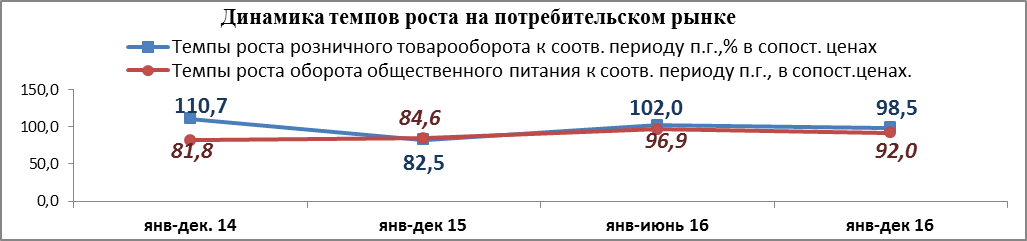 Динамика темпов роста на потребительском рынке
Темпы роста розничного товарооборота к соотв. периоду п.г.,% в сопост. ценах
Темпы роста оборота общественного питания к соотв. периоду п.г., в сопост.ценах.
150,0
100,0
50,0
0,0
110,7
84,6
102,0
98,5
81,8
82,5
96,9
92,0
янв-дек. 14
янв-дек 15
янв-июнь 16
янв-дек 16